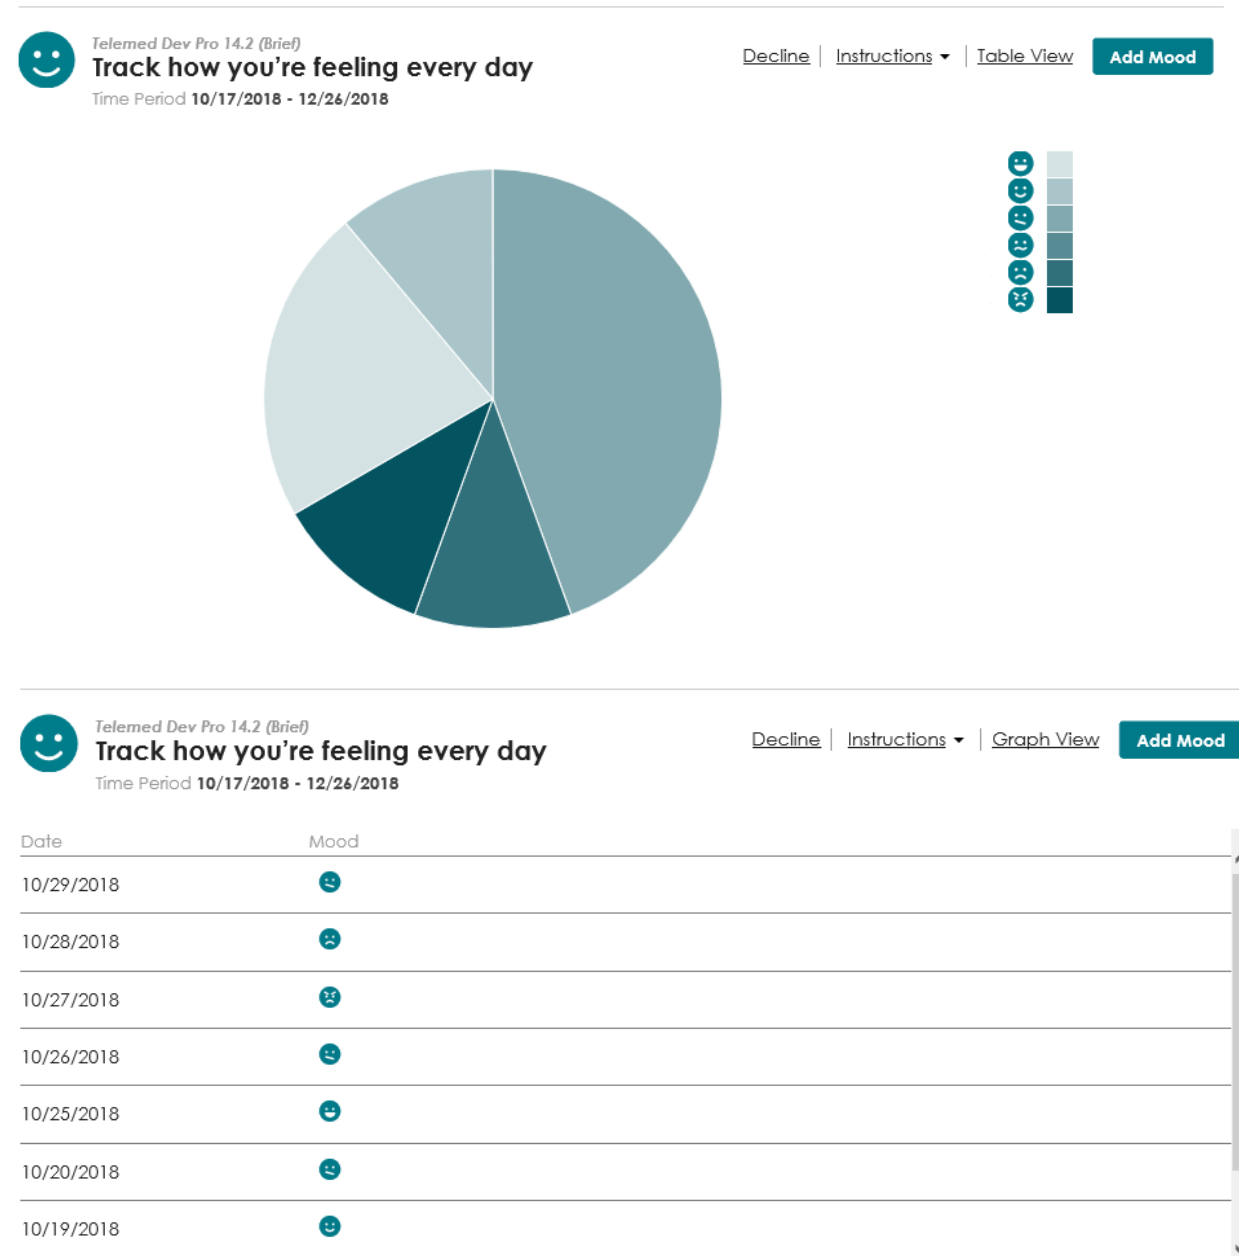 Telemed Dev Pro 14.2 (Brief)
Track how you're feeling every day
Time Period 10/17/2018 - 12/26/2018
Decline Instructions Table View Add Mood
Telemed Dev Pro 14.2 (Brief)
Track how you're feeling every day
Time Period 10/17/2018 - 12/26/2018
Decline Instructions Graph View Add Mood
Date Mood
10/29/2018
10/28/2018
10/27/2018
10/26/2018
10/25/2018
10/20/2018
10/19/2018